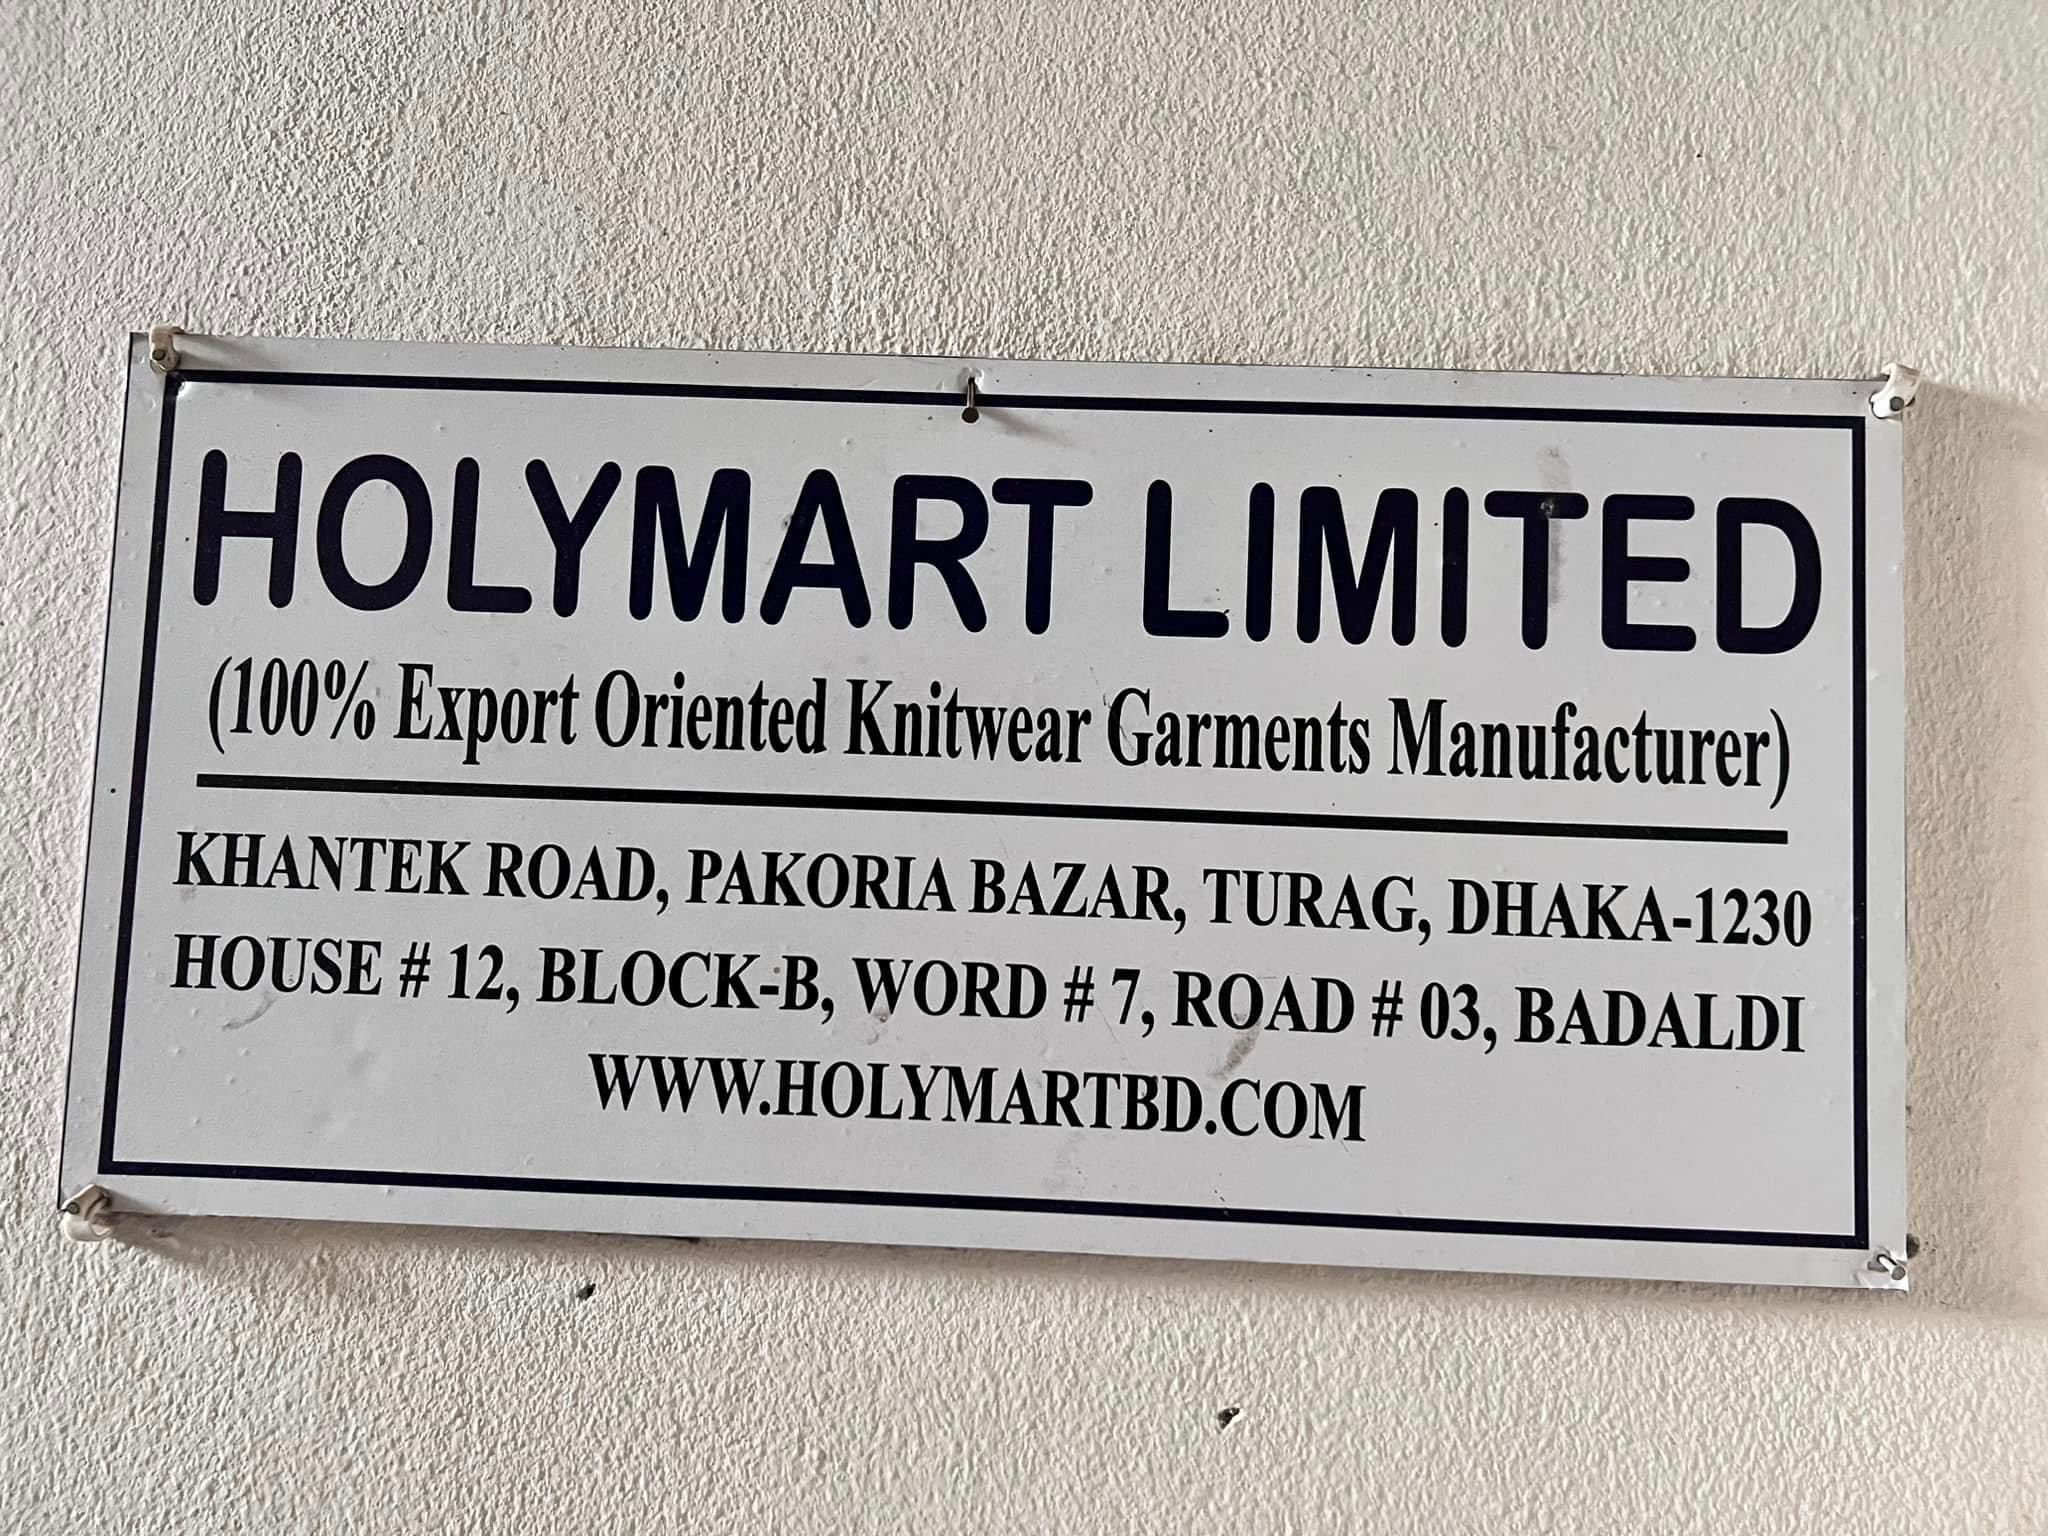 HOLYMART LIMITED
(100% Export Oriented Knitwear Garments Manufacturer)
KHANTEK ROAD, PAKORIA BAZAR, TURAG, DHAKA-1230
HOUSE # 12, BLOCK-B, WORD # 7, ROAD # 03, BADALDI
WWW.HOLYMARTBD.COM